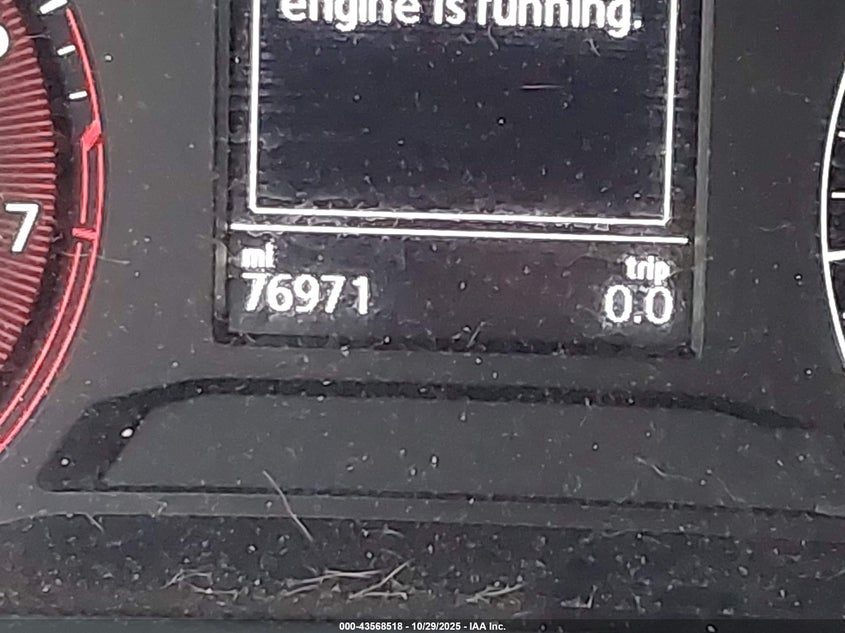 engine is running.
7
mi
trip
76971
0.0
000-43568518 - 10/29/2025 - IAA Inc.